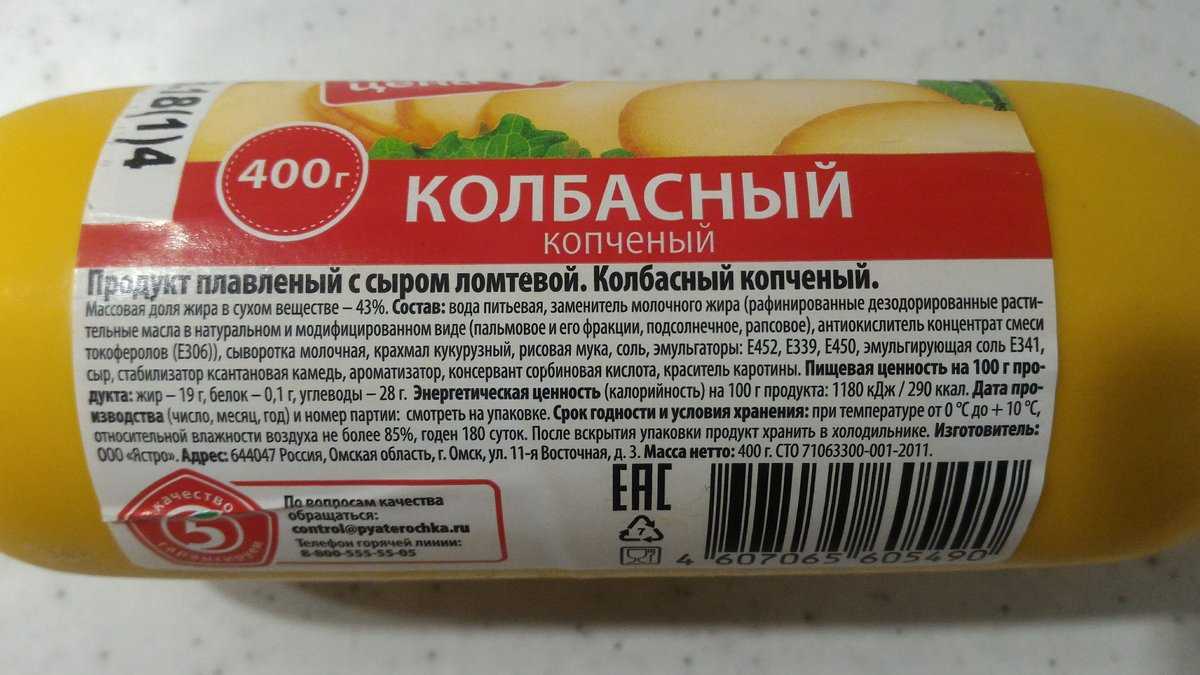 18(1)4
400г
КОЛБАСНЫЙ
копченый
Продукт плавленый с сыром ломтевой. Колбасный копченый.
Массовая доля жира в сухом веществе – 43%. Состав: вода питьевая, заменитель молочного жира (рафинированные дезодорированные расти-
тельные масла в натуральном и модифицированном виде (пальмовое и его фракции, подсолнечное, рапсовое), антиокислитель концентрат смеси
токоферолов (Е306)), сыворотка молочная, крахмал кукурузный, рисовая мука, соль, эмульгаторы: Е452, Е339, Е450, эмульгирующая соль Е341,
сыр, стабилизатор ксантановая камедь, ароматизатор, консервант сорбиновая кислота, краситель каротины. Пищевая ценность на 100 г про-
дукта: жир – 19 г, белок – 0,1 г, углеводы – 28 г. Энергетическая ценность (калорийность) на 100 г продукта: 1180 кДж / 290 ккал. Дата про-
изводства (число, месяц, год) и номер партии: смотреть на упаковке. Срок годности и условия хранения: при температуре от 0 °С до + 10 °С,
относительной влажности воздуха не более 85%, годен 180 суток. После вскрытия упаковки продукт хранить в холодильнике. Изготовитель:
ООО «Ястро». Адрес: 644047 Россия, Омская область, г. Омск, ул. 11-я Восточная, д. 3. Масса нетто: 400 г. СТО 71063300-001-2011.
качество
5
гарантируем
По вопросам качества
обращаться:
control@pyaterochka.ru
Телефон горячей линии:
8-800-555-55-05
ЕАС
7
4 607065 605490